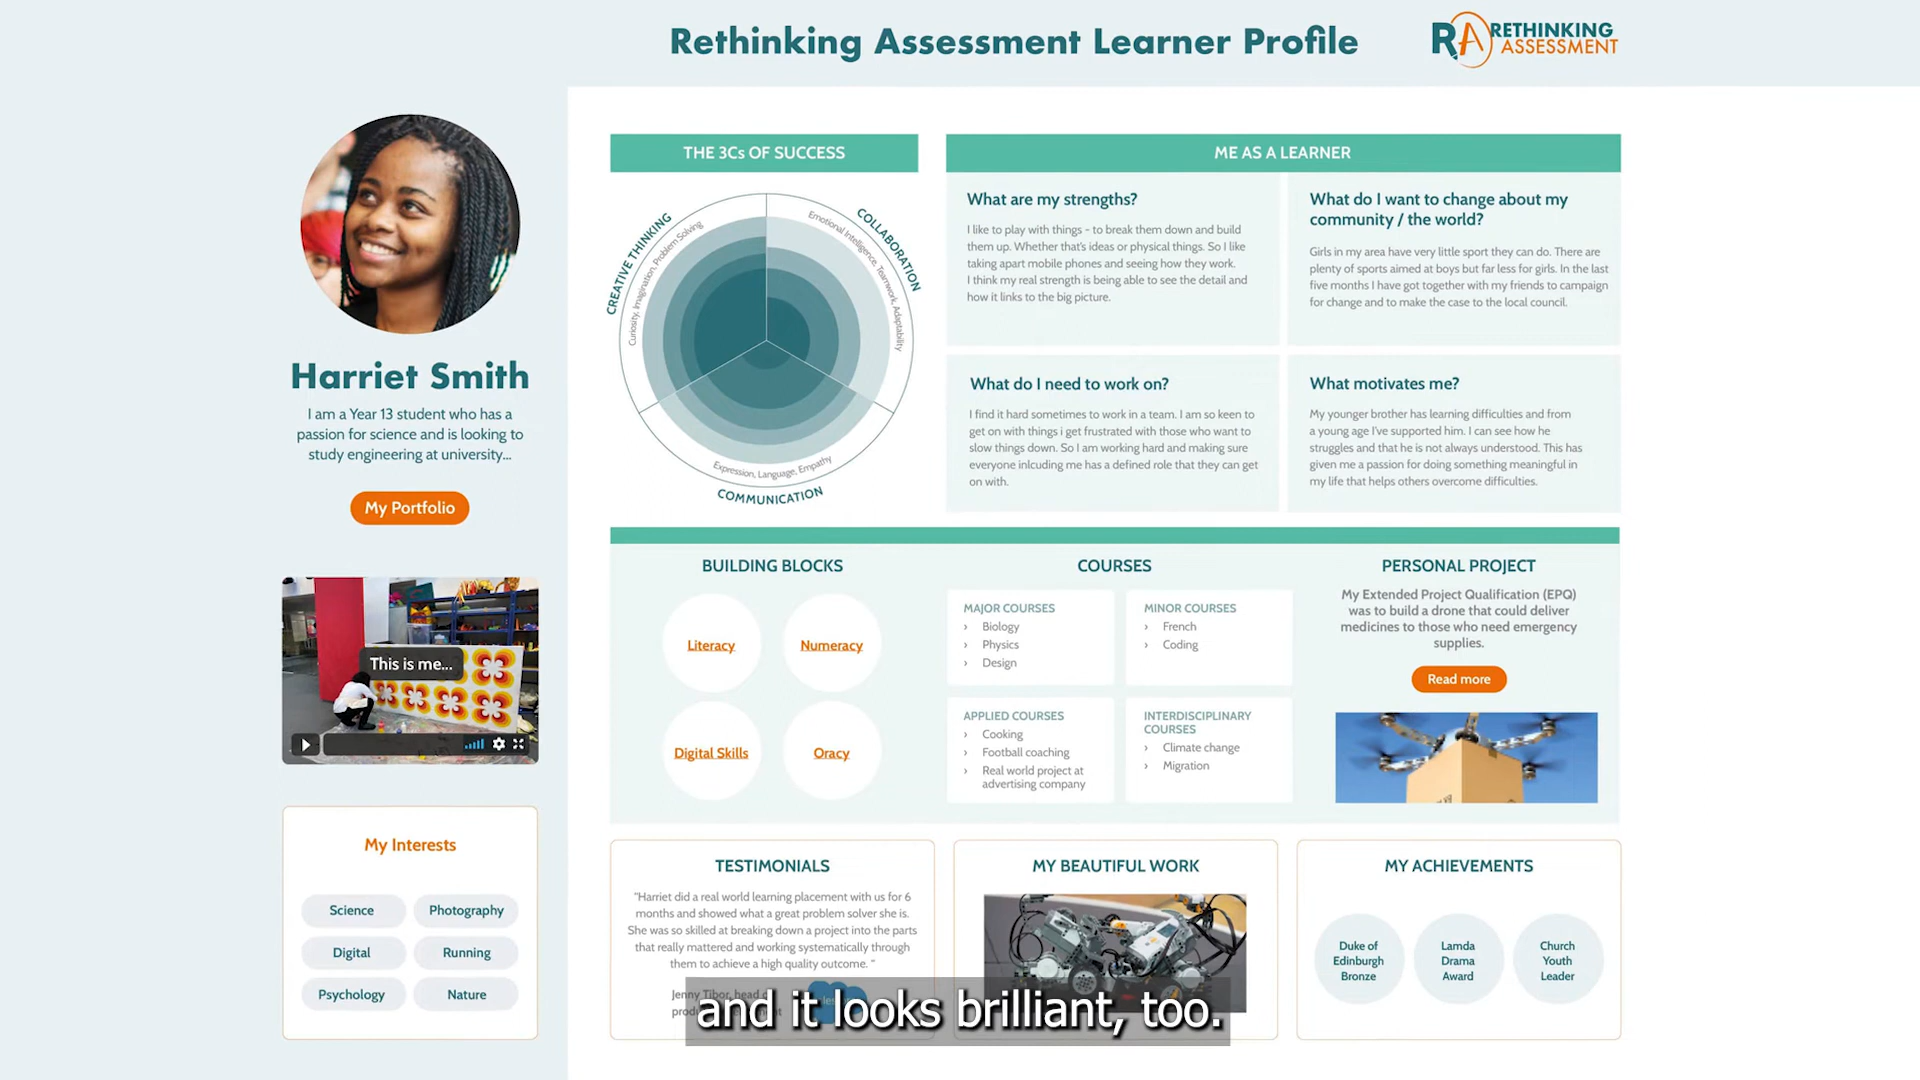 Rethinking Assessment Learner Profile
RA RETHINKING
ASSESSMENT
Harriet Smith
I am a Year 13 student who has a
passion for science and is looking to
study engineering at university...
My Portfolio
This is me...
My Interests
Science
Photography
Digital
Running
Psychology
Nature
THE 3Cs OF SUCCESS
CREATIVE THINKING
Curiosity, Imagination, Problem Solving
COLLABORATION
Emotional Intelligence, Teamwork, Adaptability
Expression, Language, Empathy
COMMUNICATION
ME AS A LEARNER
What are my strengths?
I like to play with things - to break them down and build
them up. Whether that's ideas or physical things. So I like
taking apart mobile phones and seeing how they work.
I think my real strength is being able to see the detail and
how it links to the big picture.
What do I want to change about my
community / the world?
Girls in my area have very little sport they can do. There are
plenty of sports aimed at boys but far less for girls. In the last
five months I have got together with my friends to campaign
for change and to make the case to the local council.
What do I need to work on?
I find it hard sometimes to work in a team. I am so keen to
get on with things i get frustrated with those who want to
slow things down. So I am working hard and making sure
everyone inlcuding me has a defined role that they can get
on with.
What motivates me?
My younger brother has learning difficulties and from
a young age I've supported him. I can see how he
struggles and that he is not always understood. This has
given me a passion for doing something meaningful in
my life that helps others overcome difficulties.
BUILDING BLOCKS
Literacy
Numeracy
Digital Skills
Oracy
COURSES
MAJOR COURSES
› Biology
› Physics
› Design
MINOR COURSES
› French
› Coding
APPLIED COURSES
› Cooking
› Football coaching
› Real world project at
advertising company
INTERDISCIPLINARY
COURSES
› Climate change
› Migration
PERSONAL PROJECT
My Extended Project Qualification (EPQ)
was to build a drone that could deliver
medicines to those who need emergency
supplies.
Read more
TESTIMONIALS
"Harriet did a real world learning placement with us for 6
months and showed what a great problem solver she is.
She was so skilled at breaking down a project into the parts
that really mattered and working systematically through
them to achieve a high quality outcome. "
Jenny Tibor, head
MY BEAUTIFUL WORK
MY ACHIEVEMENTS
Duke of
Edinburgh
Bronze
Lamda
Drama
Award
Church
Youth
Leader
and it looks brilliant, too.